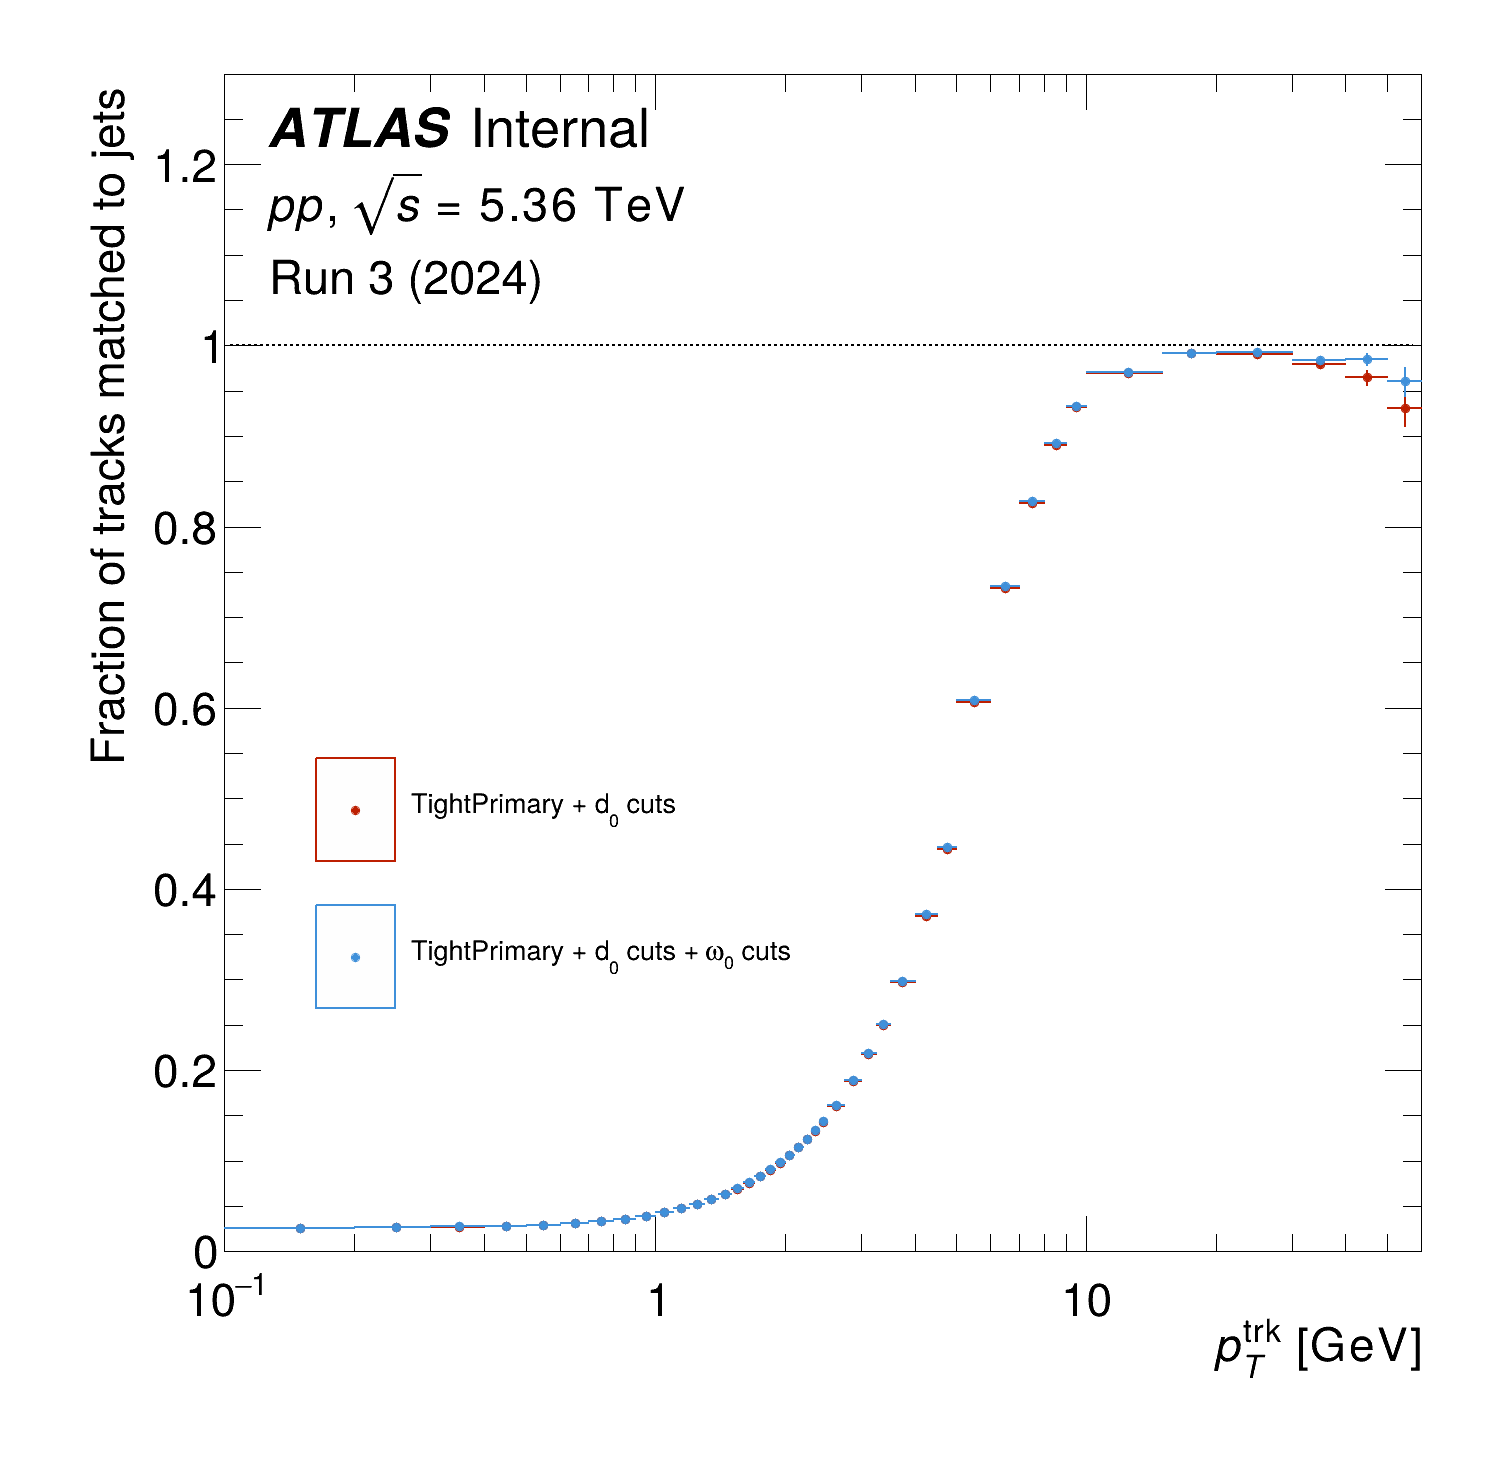 Fraction of tracks matched to jets
ATLAS Internal
pp, √s = 5.36 TeV
Run 3 (2024)
1.2
1
0.8
0.6
TightPrimary + d₀ cuts
0.4
TightPrimary + d₀ cuts + ω₀ cuts
0.2
0
10⁻¹ 1 10
p_T^trk [GeV]